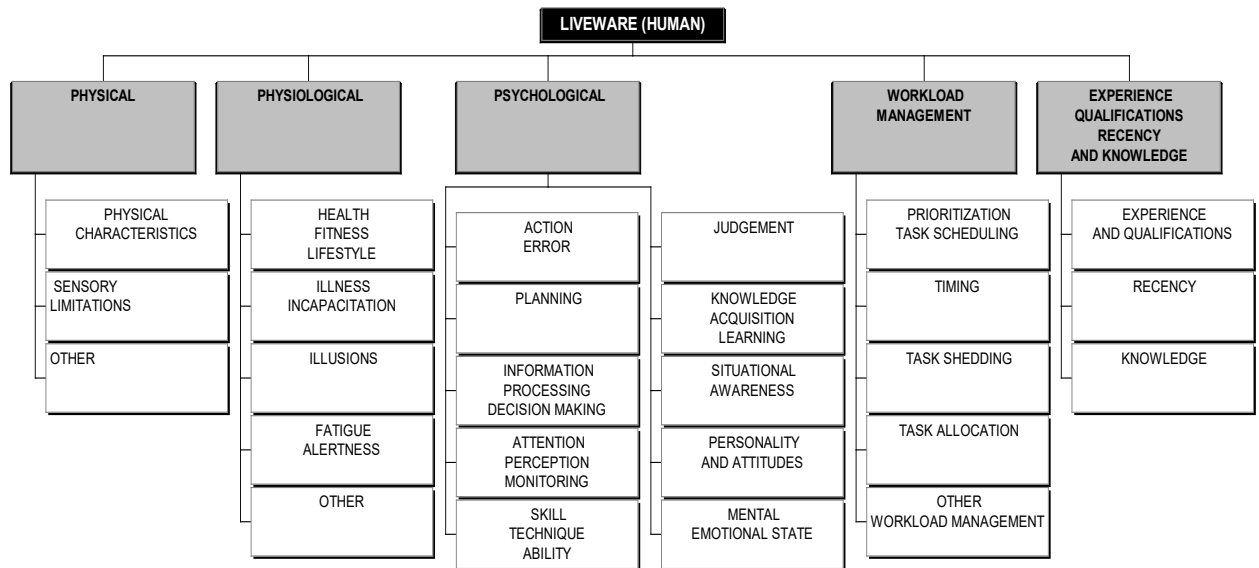 LIVEWARE (HUMAN)
PHYSICAL
PHYSIOLOGICAL
PSYCHOLOGICAL
WORKLOAD
MANAGEMENT
EXPERIENCE
QUALIFICATIONS
RECENCY
AND KNOWLEDGE
PHYSICAL
CHARACTERISTICS
SENSORY
LIMITATIONS
OTHER
HEALTH
FITNESS
LIFESTYLE
ILLNESS
INCAPACITATION
ILLUSIONS
FATIGUE
ALERTNESS
OTHER
ACTION
ERROR
PLANNING
INFORMATION
PROCESSING
DECISION MAKING
ATTENTION
PERCEPTION
MONITORING
SKILL
TECHNIQUE
ABILITY
JUDGEMENT
KNOWLEDGE
ACQUISITION
LEARNING
SITUATIONAL
AWARENESS
PERSONALITY
AND ATTITUDES
MENTAL
EMOTIONAL STATE
PRIORITIZATION
TASK SCHEDULING
TIMING
TASK SHEDDING
TASK ALLOCATION
OTHER
WORKLOAD MANAGEMENT
EXPERIENCE
AND QUALIFICATIONS
RECENCY
KNOWLEDGE